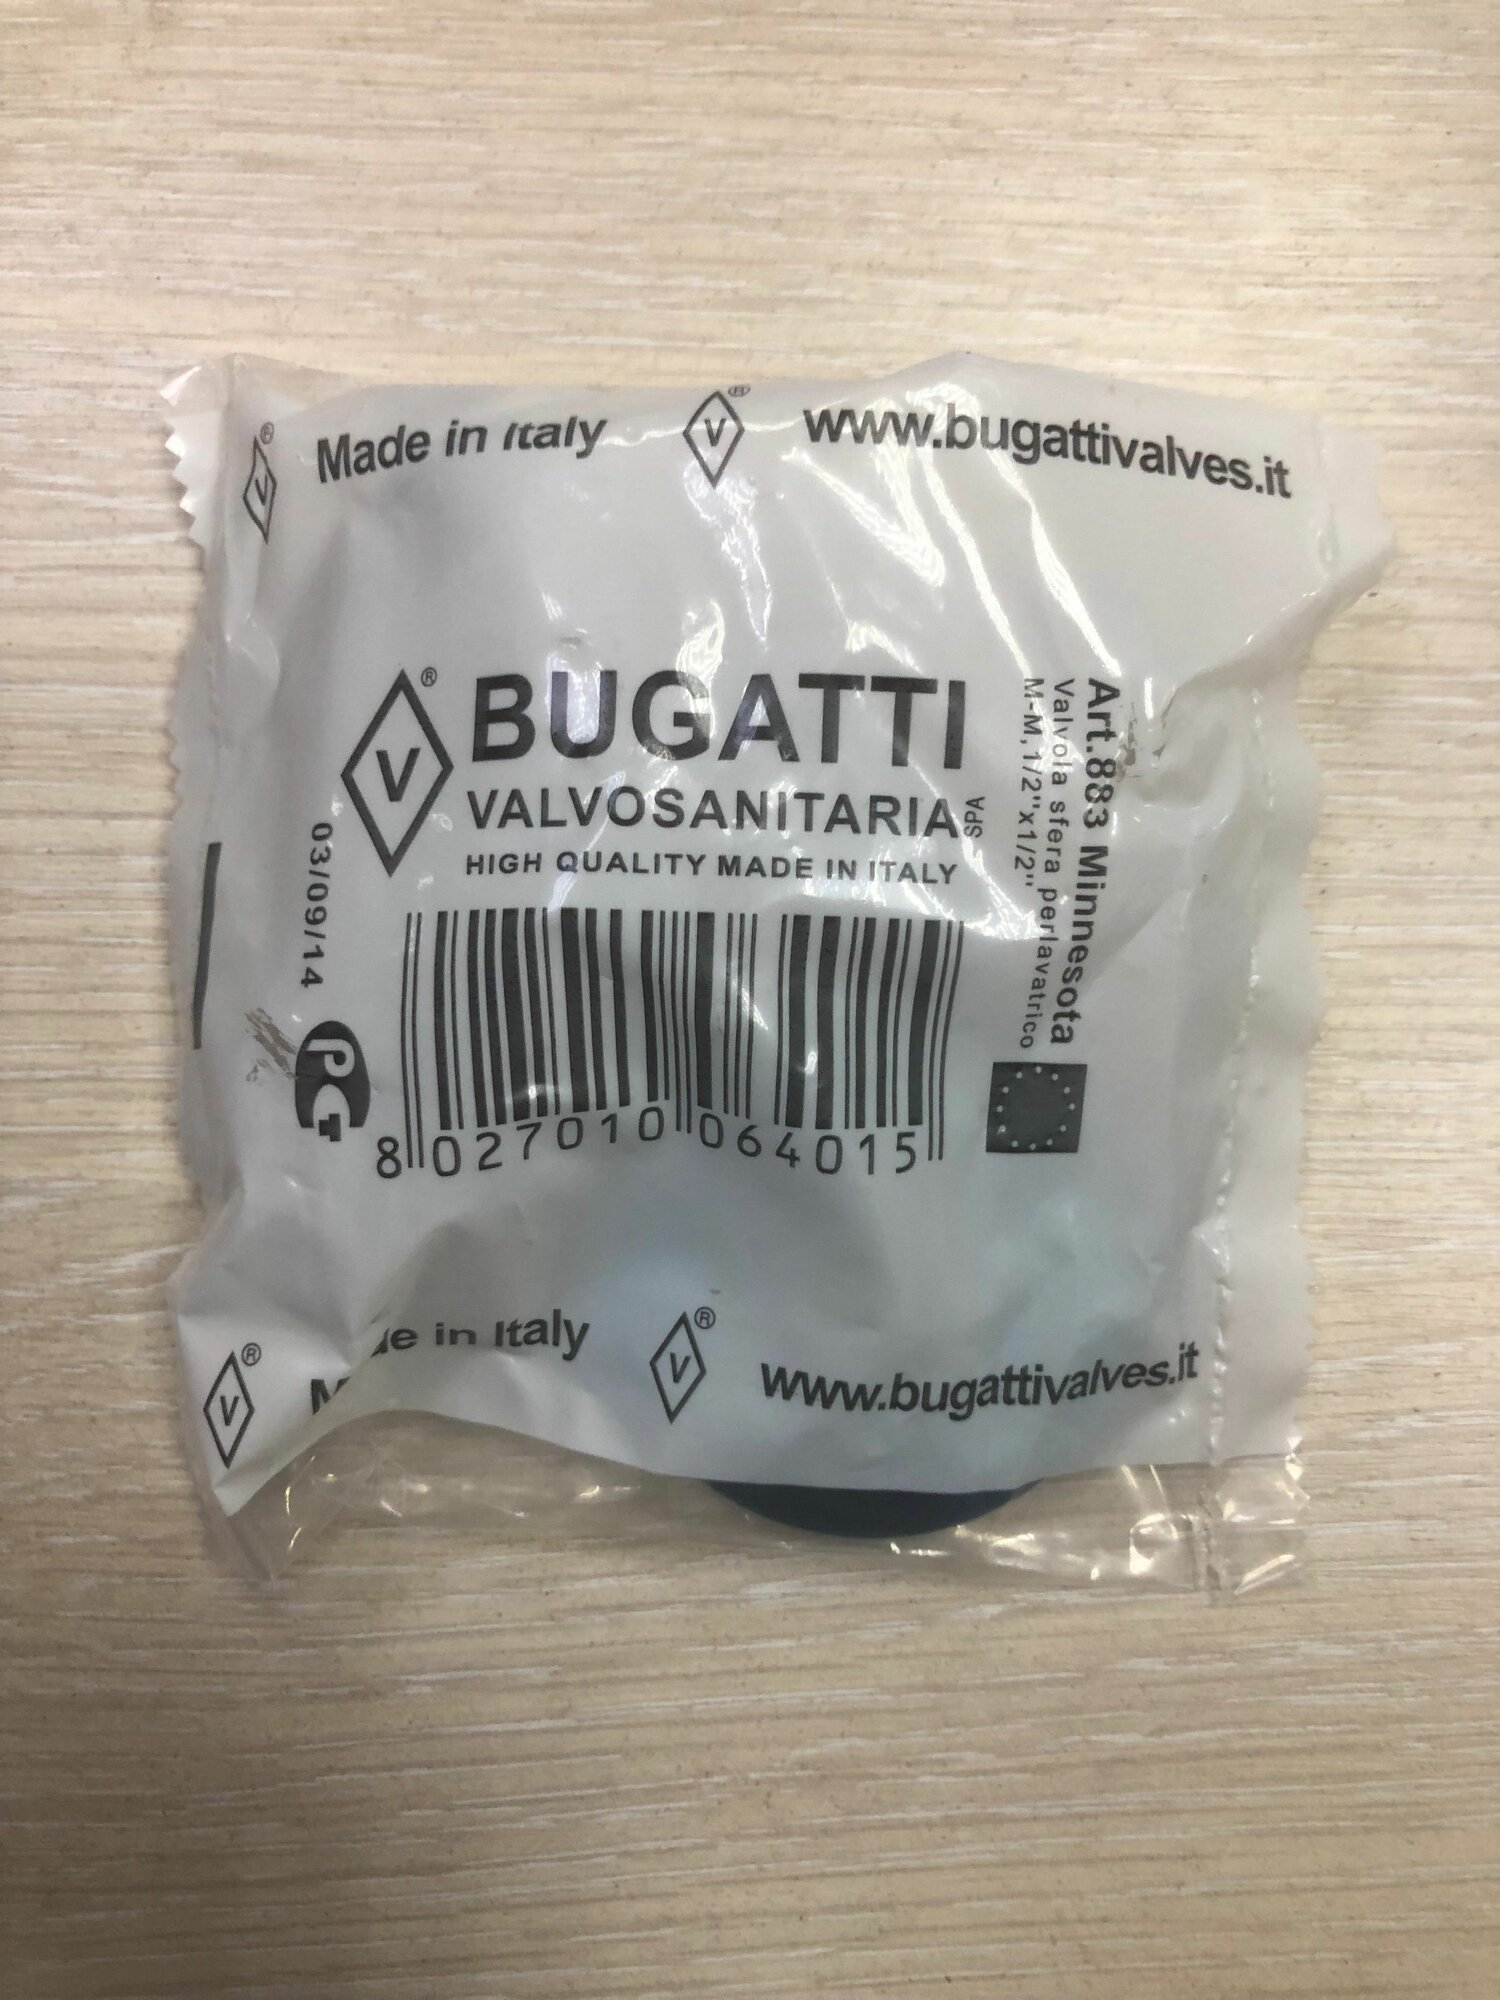 V® Made in Italy V® www.bugattivalves.it
V® BUGATTI
VALVOSANITARIA SPA
HIGH QUALITY MADE IN ITALY
Art.883 Minnesota
Valvola sfera perlavatrico
M-M,1/2"x1/2"
03/09/14
РСТ
8 027010 064015
V® in Italy V® www.bugattivalves.it